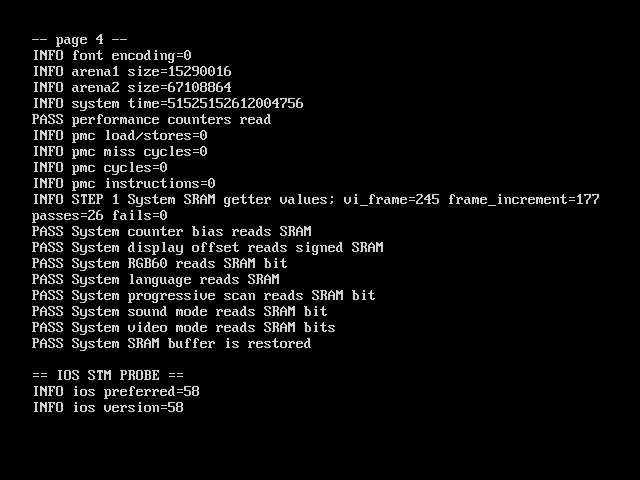 -- page 4 --
INFO font encoding=0
INFO arena1 size=15290016
INFO arena2 size=67108864
INFO system time=51525152612004756
PASS performance counters read
INFO pmc load/stores=0
INFO pmc miss cycles=0
INFO pmc cycles=0
INFO pmc instructions=0
INFO STEP 1 System SRAM getter values; vi_frame=245 frame_increment=177
passes=26 fails=0
PASS System counter bias reads SRAM
PASS System display offset reads signed SRAM
PASS System RGB60 reads SRAM bit
PASS System language reads SRAM
PASS System progressive scan reads SRAM bit
PASS System sound mode reads SRAM bit
PASS System video mode reads SRAM bits
PASS System SRAM buffer is restored
== IOS STM PROBE ==
INFO ios preferred=58
INFO ios version=58